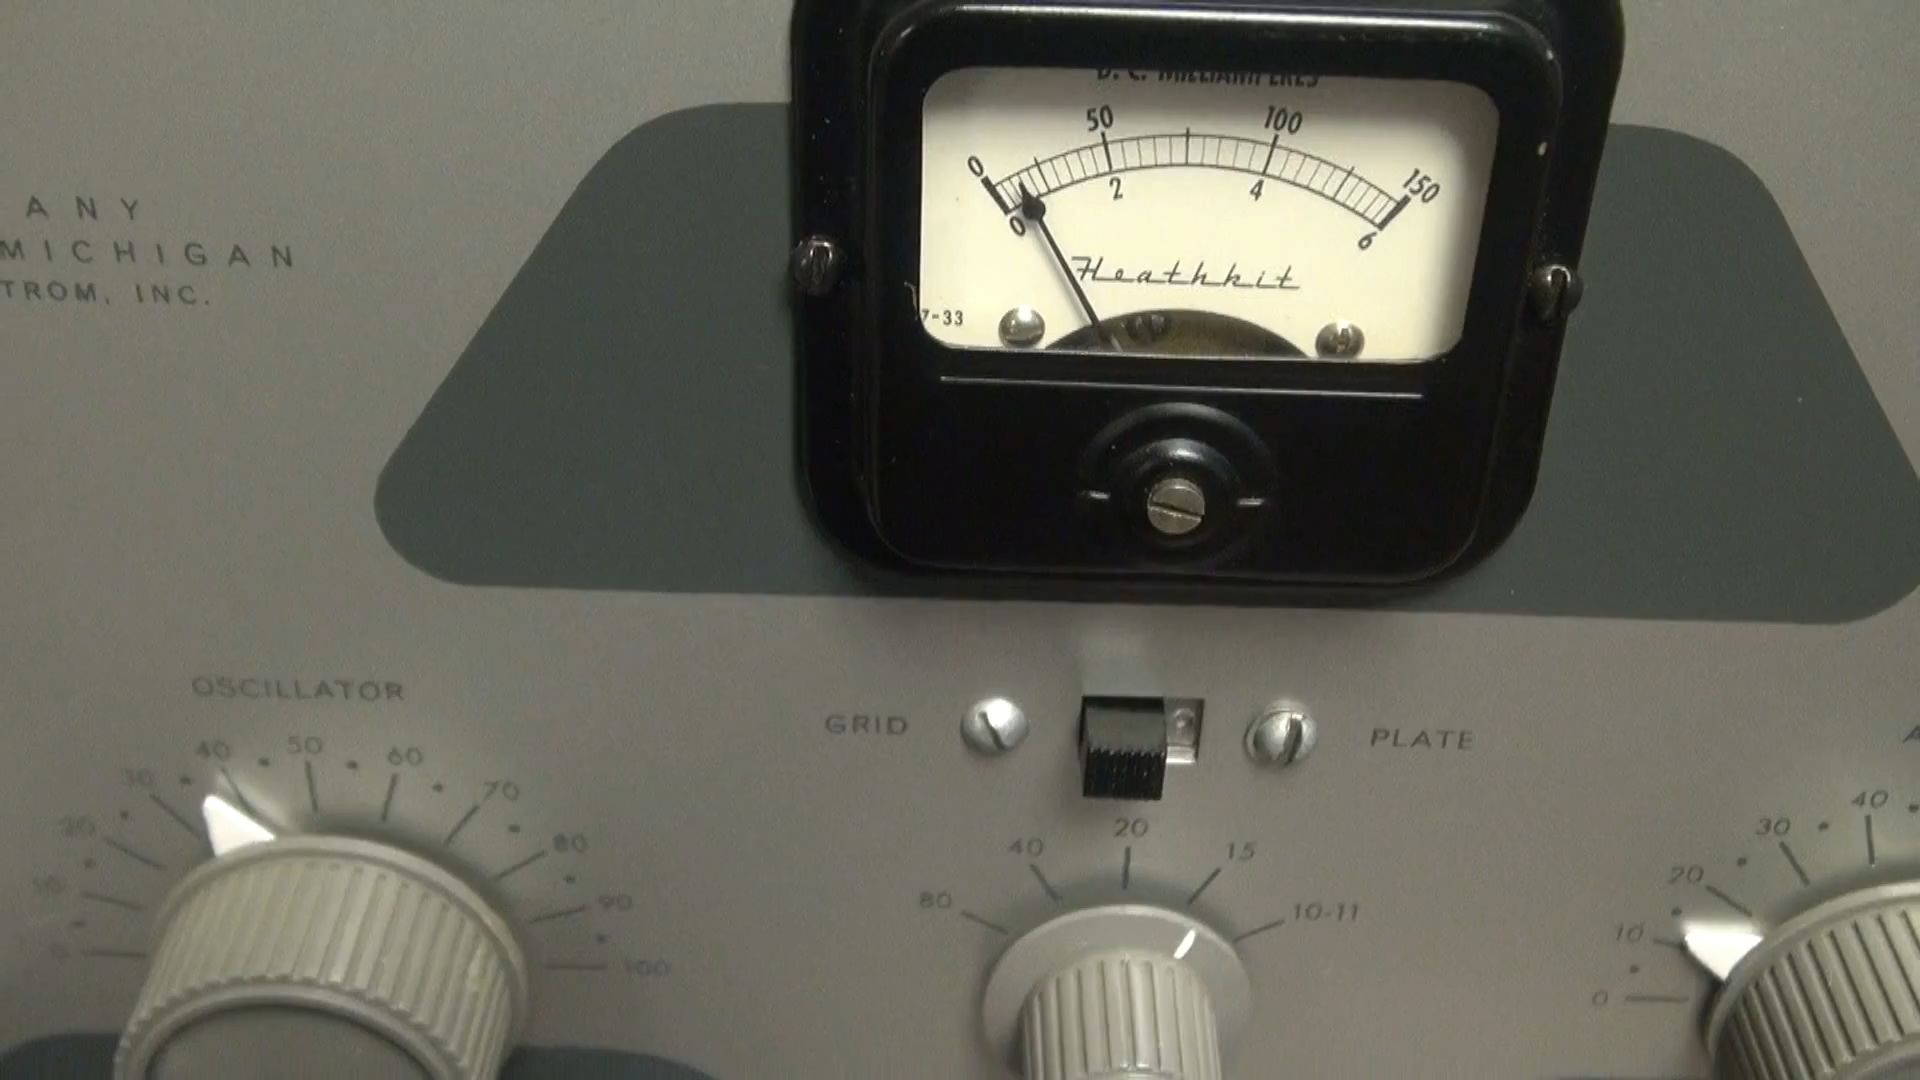 ANY
MICHIGAN
TROM, INC.
D. C. MILLIAMPERES
0 50 100 150
0 2 4 6
Heathkit
7-33
OSCILLATOR
GRID
PLATE
0 10 20 30 40 50 60 70 80 90 100
80 40 20 15 10-11
0 10 20 30 40